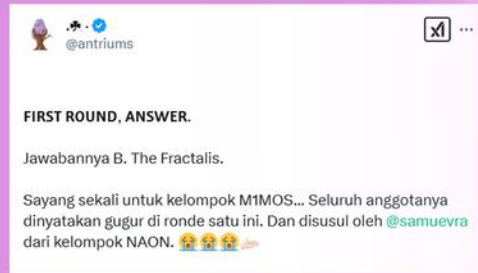 .☘️.
@antriums
FIRST ROUND, ANSWER.
Jawabannya B. The Fractalis.
Sayang sekali untuk kelompok M1MOS... Seluruh anggotanya
dinyatakan gugur di ronde satu ini. Dan disusul oleh @samuevra
dari kelompok NAON. 😭😭😭